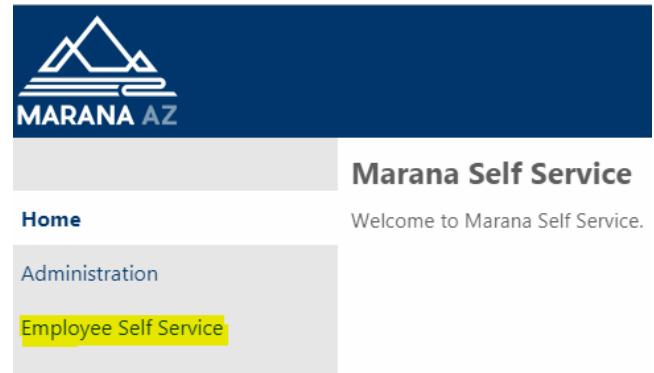 MARANA AZ
Marana Self Service
Home
Welcome to Marana Self Service.
Administration
Employee Self Service